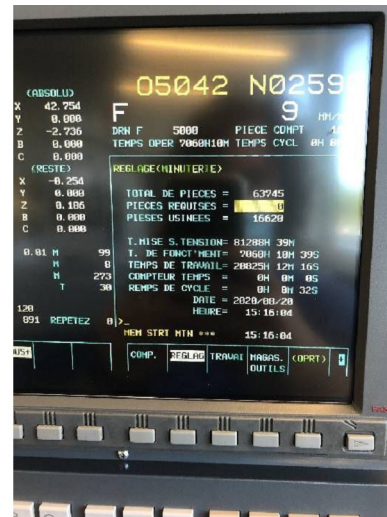 O5042 N0259
(ABSOLU)
X 42.754
Y 0.000
Z -2.736
B 0.000
C 0.000
F 9
DRN F 5000 PIECE COMPT
TEMPS OPER 7060H10M TEMPS CYCL 0H
(RESTE)
X -0.254
Y 0.000
Z 0.186
B 0.000
C 0.000
REGLAGE(MINUTERIE)
TOTAL DE PIECES = 63745
PIECES REQUISES = 0
PIESES USINEES = 16620
T.MISE S.TENSION= 81288H 39M
T. DE FONCT'MENT= 7060H 10M 39S
TEMPS DE TRAVAIL= 20825H 12M 16S
COMPTEUR TEMPS = 0H 0M 0S
REMPS DE CYCLE = 0H 0M 32S
DATE = 2020/08/20
HEURE= 15:16:04
0.01 M 99
M 0
M 273
T 30
120
091 REPETEZ 0
>_
MEM STRT MTN *** 15:16:04
COMP. REGLAG TRAVAI MAGAS. OUTILS (OPRT)